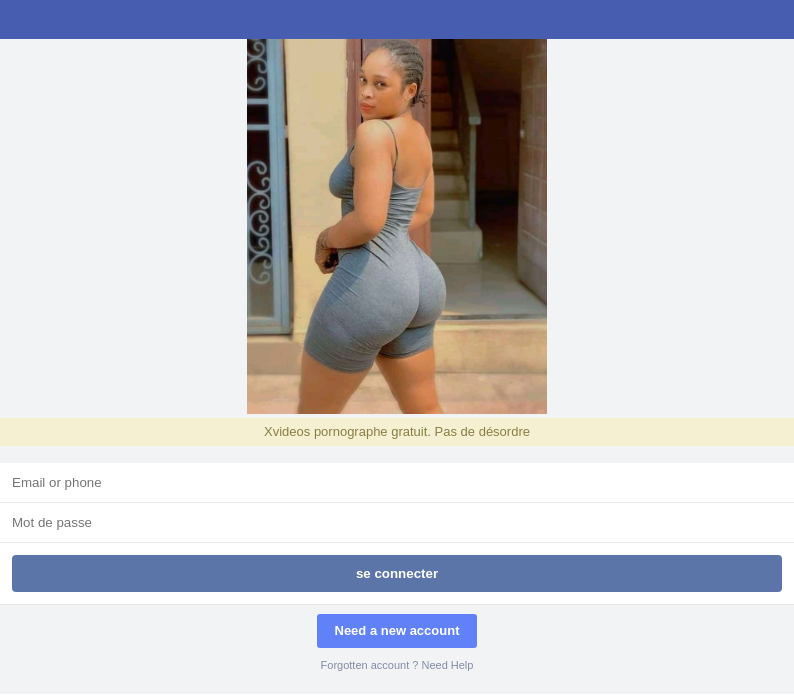 Xvideos pornographe gratuit. Pas de désordre
Email or phone
Mot de passe
se connecter
Need a new account
Forgotten account ? Need Help